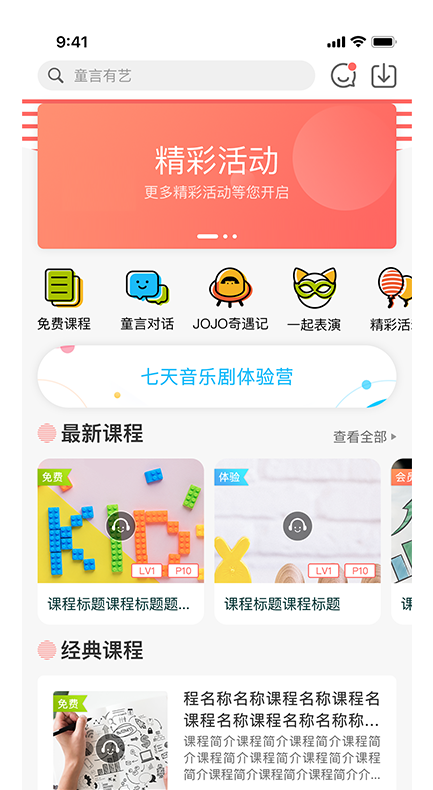 9:41
童言有艺
精彩活动
更多精彩活动等您开启
免费课程
童言对话
JOJO奇遇记
一起表演
精彩活
七天音乐剧体验营
最新课程
查看全部
免费
体验
会员
KID
LV1
P10
LV1
P10
课程标题课程标题题...
课程标题课程标题
课
经典课程
免费
程名称名称课程名称课程名
课程名称课程名称名称称...
课程简介课程简介课程简介课程简
介课程简介课程简介课程简介课程
简介课程简介课程简介课程简介介...